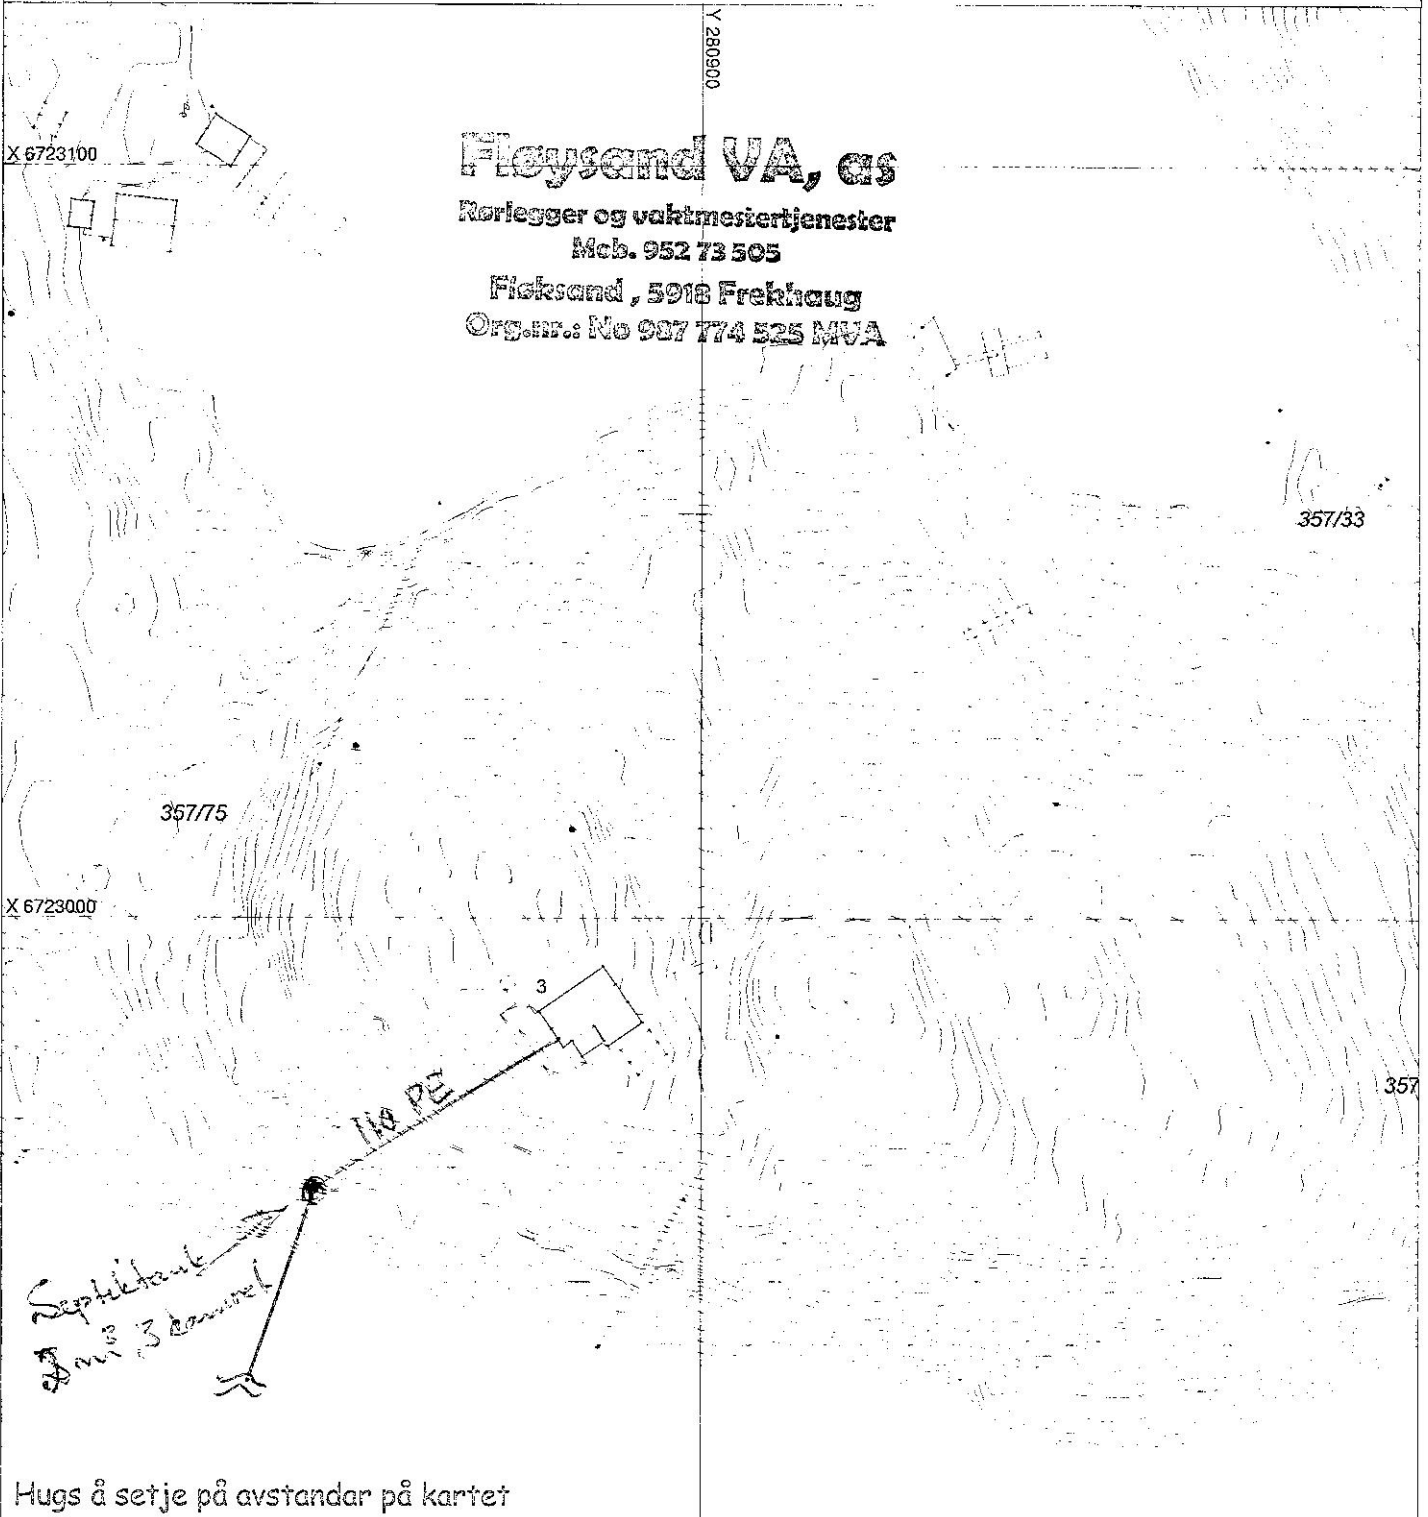 Y 280900
X 6723100
Fløysand VA, as
Rørlegger og vaktmestertjenester
Mob. 952 73 505
Fløksand , 5918 Frekhaug
Org.nr.: No 987 774 525 MVA
357/33
357/75
X 6723000
3
357
110 PE
Septiktank
m³ 3 kammer
Hugs å setje på avstandar på kartet